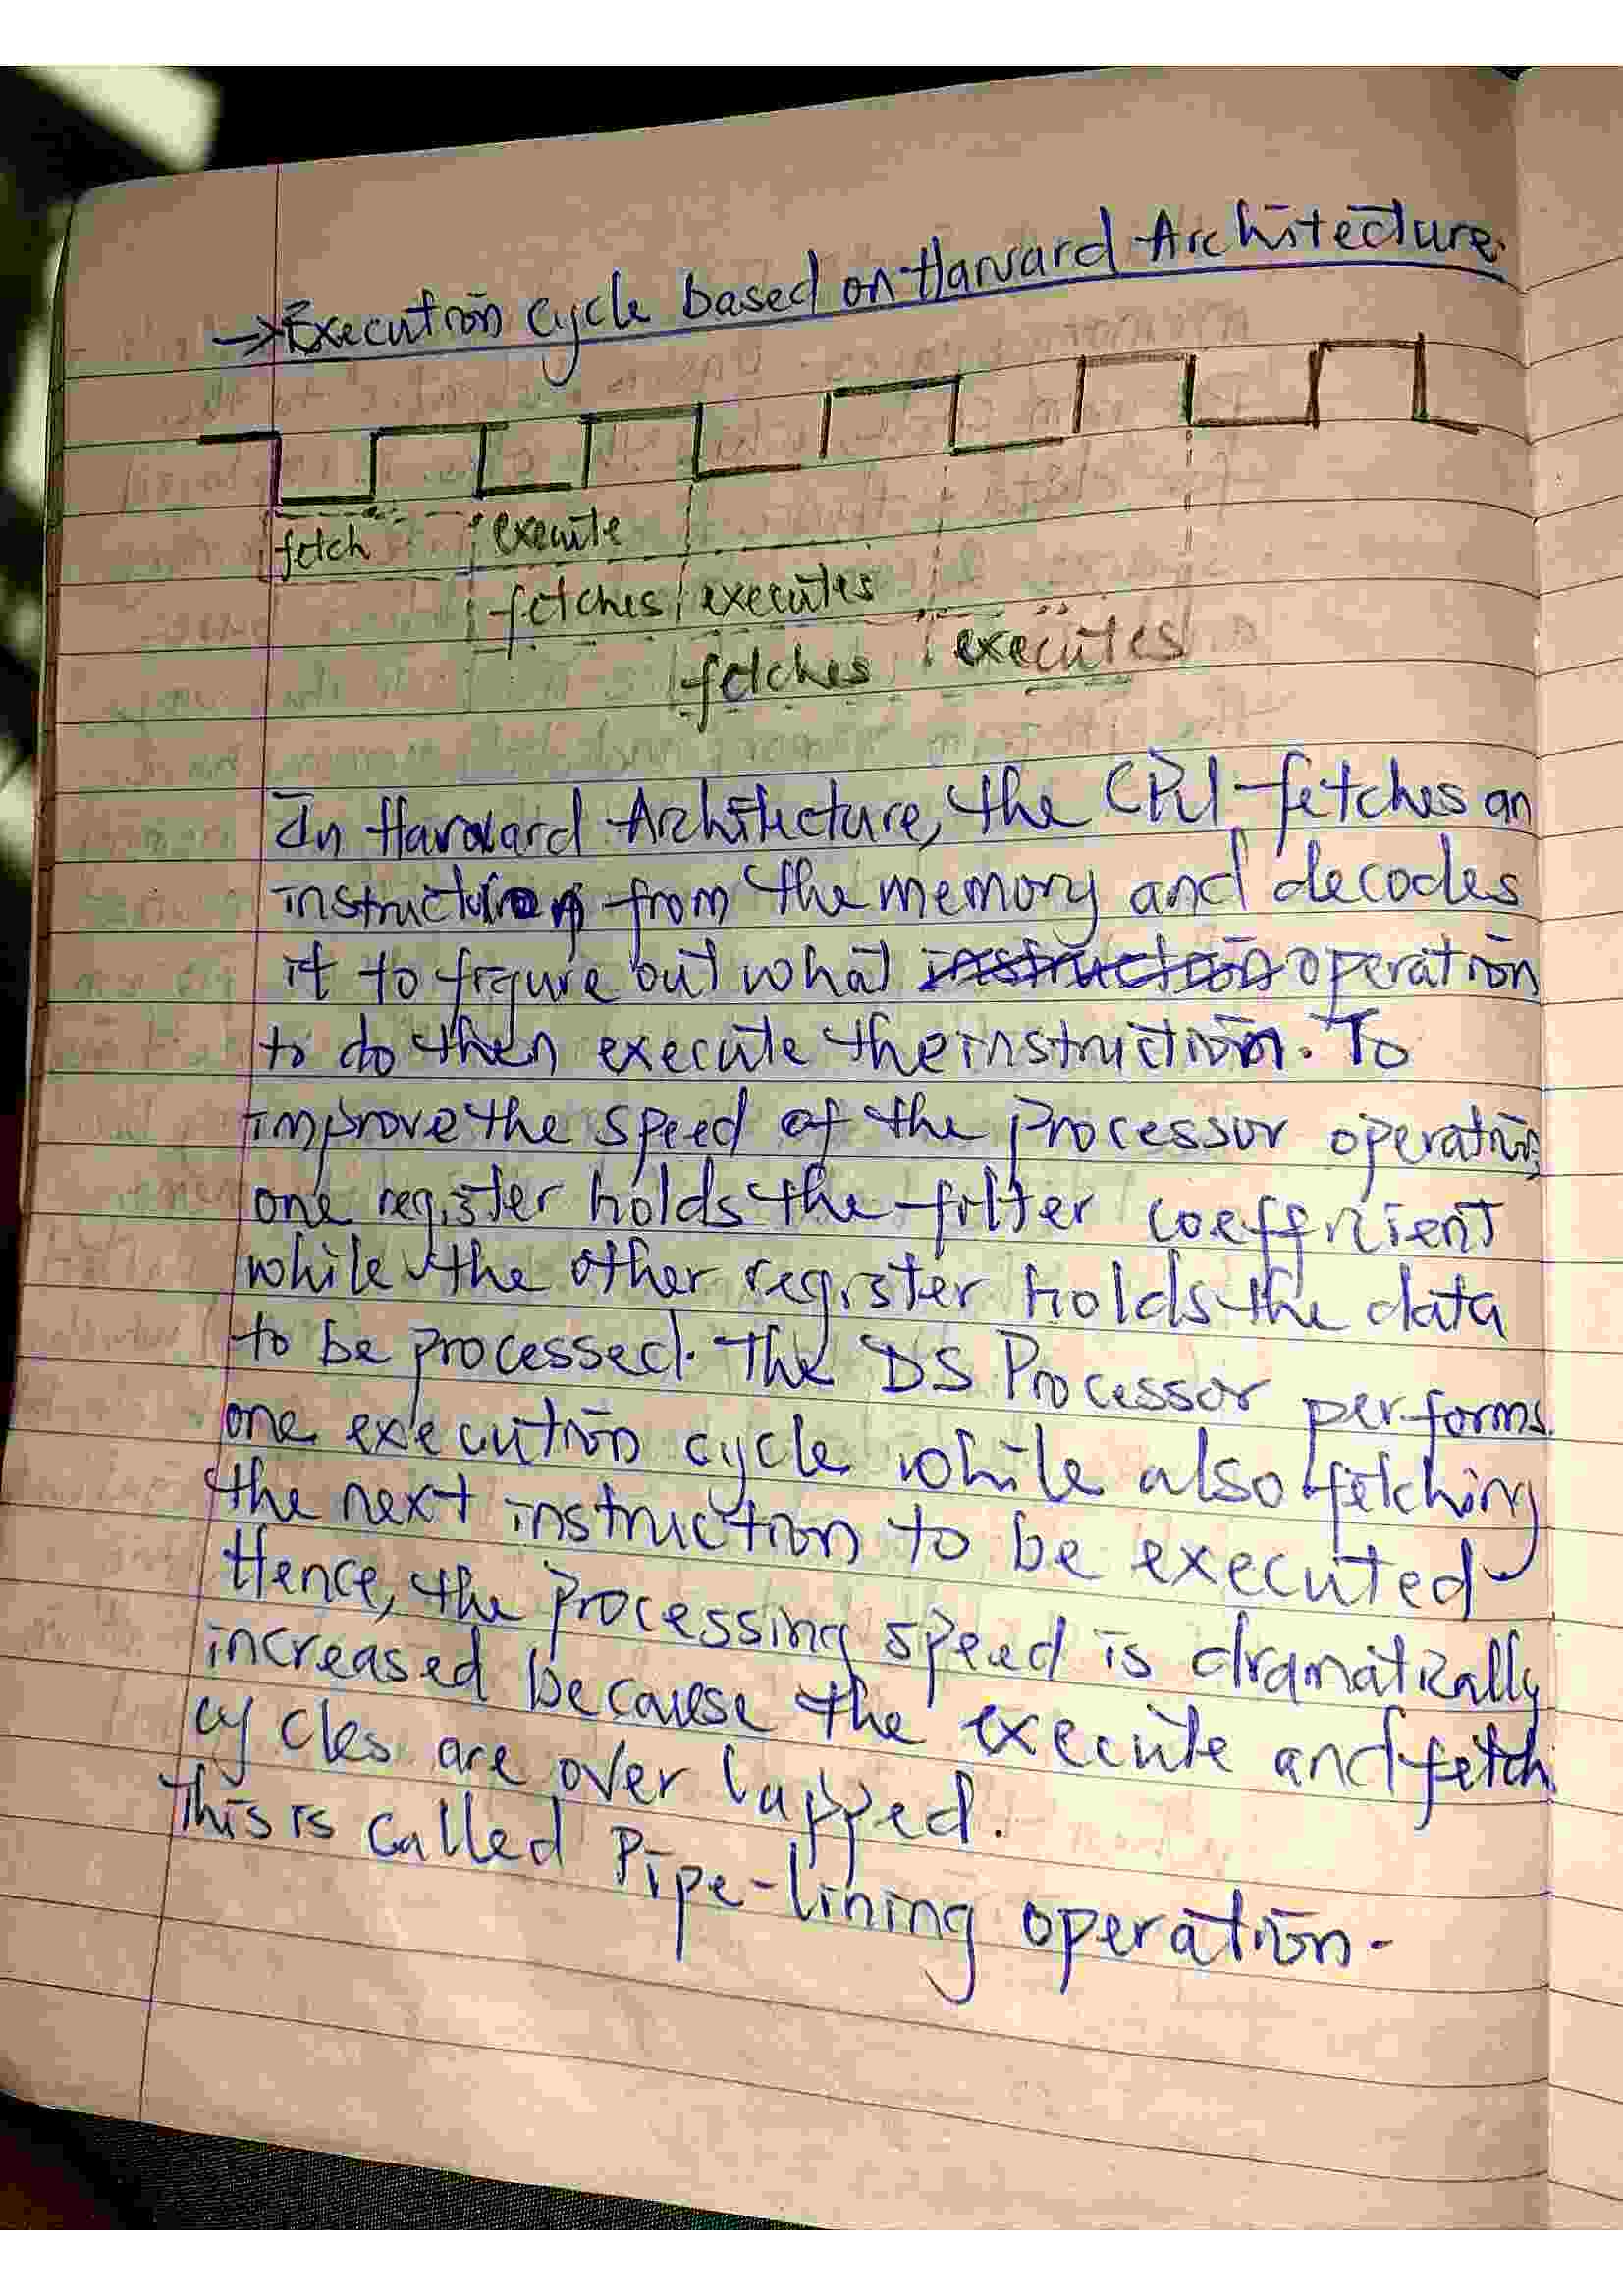 →Execution cycle based on Harvard Architecture.
fetch execute
fetches executes
fetches executes
In Harvard Architecture, the CPU fetches an
instruction from the memory and decodes
it to figure out what instruction operation
to do then execute the instruction. To
improve the speed of the processor operation
one register holds the filter coefficient
while the other register holds the data
to be processed. The DS Processor performs
one execution cycle while also fetching
the next instruction to be executed
Hence, the processing speed is dramatically
increased because the execute and fetch
cycles are over lapped.
This is called Pipe-lining operation.